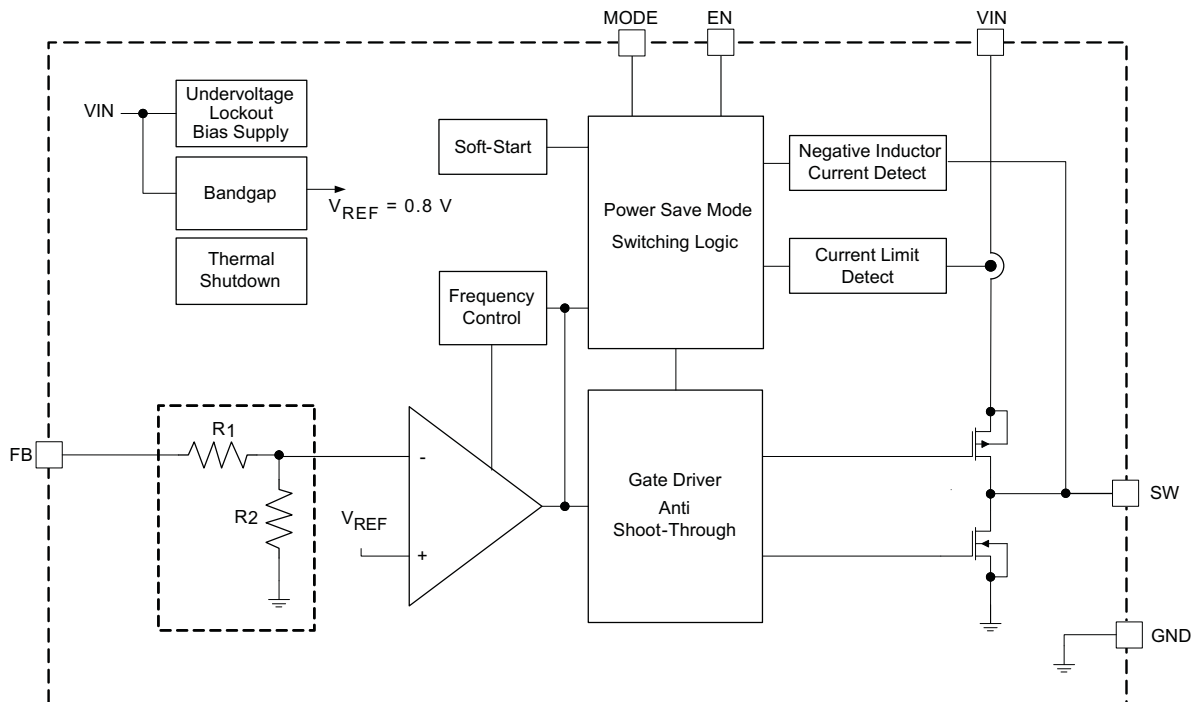 MODE
EN
VIN
VIN
Undervoltage
Lockout
Bias Supply
Bandgap
VREF = 0.8 V
Thermal
Shutdown
Soft-Start
Power Save Mode
Switching Logic
Negative Inductor
Current Detect
Current Limit
Detect
Frequency
Control
FB
R1
R2
VREF
-
+
Gate Driver
Anti
Shoot-Through
SW
GND